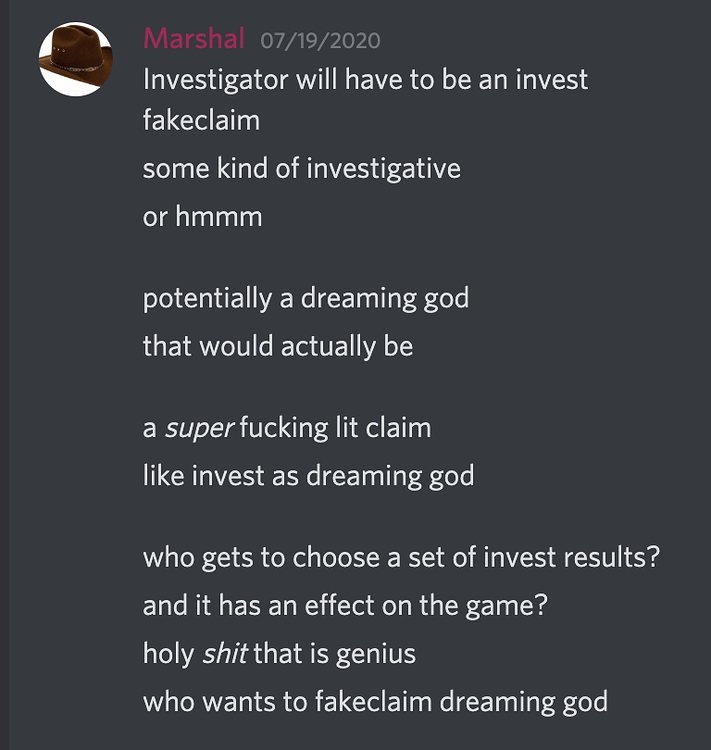 Marshal 07/19/2020
Investigator will have to be an invest
fakeclaim
some kind of investigative
or hmmm
potentially a dreaming god
that would actually be
a super fucking lit claim
like invest as dreaming god
who gets to choose a set of invest results?
and it has an effect on the game?
holy shit that is genius
who wants to fakeclaim dreaming god